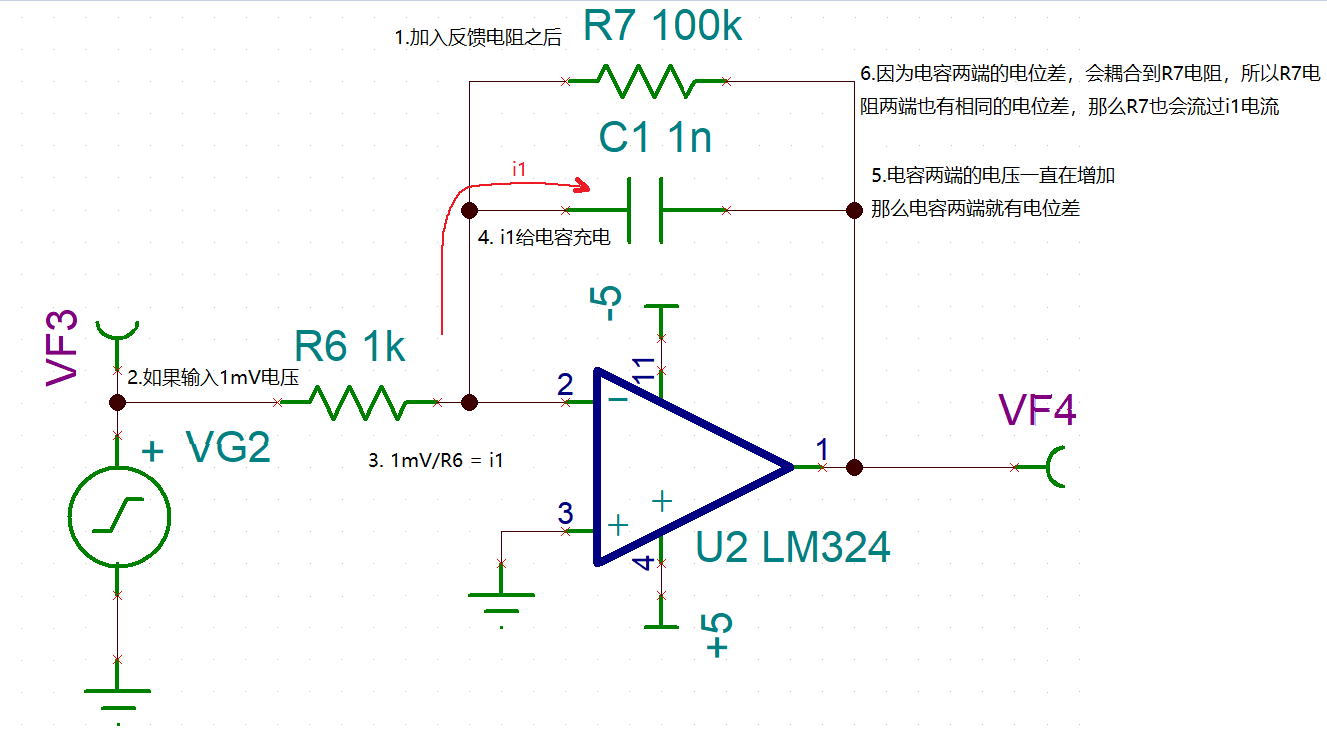 1.加入反馈电阻之后
R7 100k
6.因为电容两端的电位差，会耦合到R7电阻，所以R7电
阻两端也有相同的电位差，那么R7也会流过i1电流
C1 1n
i1
5.电容两端的电压一直在增加
那么电容两端就有电位差
4. i1给电容充电
-5
VF3
R6 1k
11
2.如果输入1mV电压
2
−
VF4
+ VG2
3. 1mV/R6 = i1
1
+
3
+
U2 LM324
4
+5